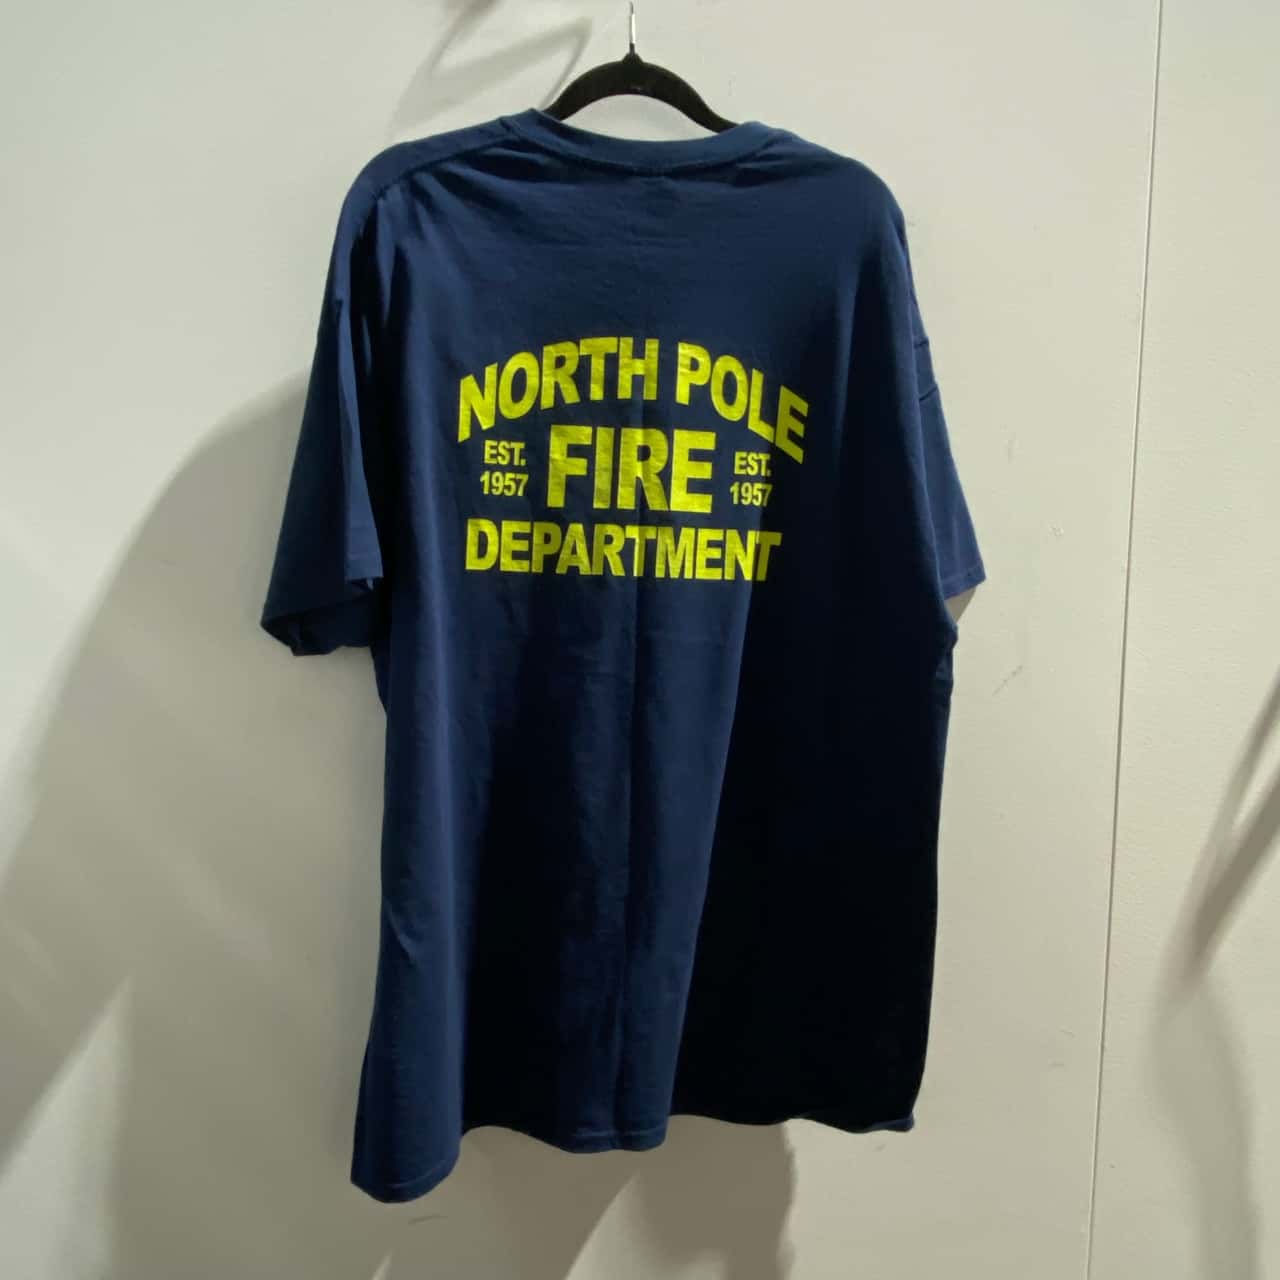 NORTH POLE
EST. FIRE EST.
1957 1957
DEPARTMENT